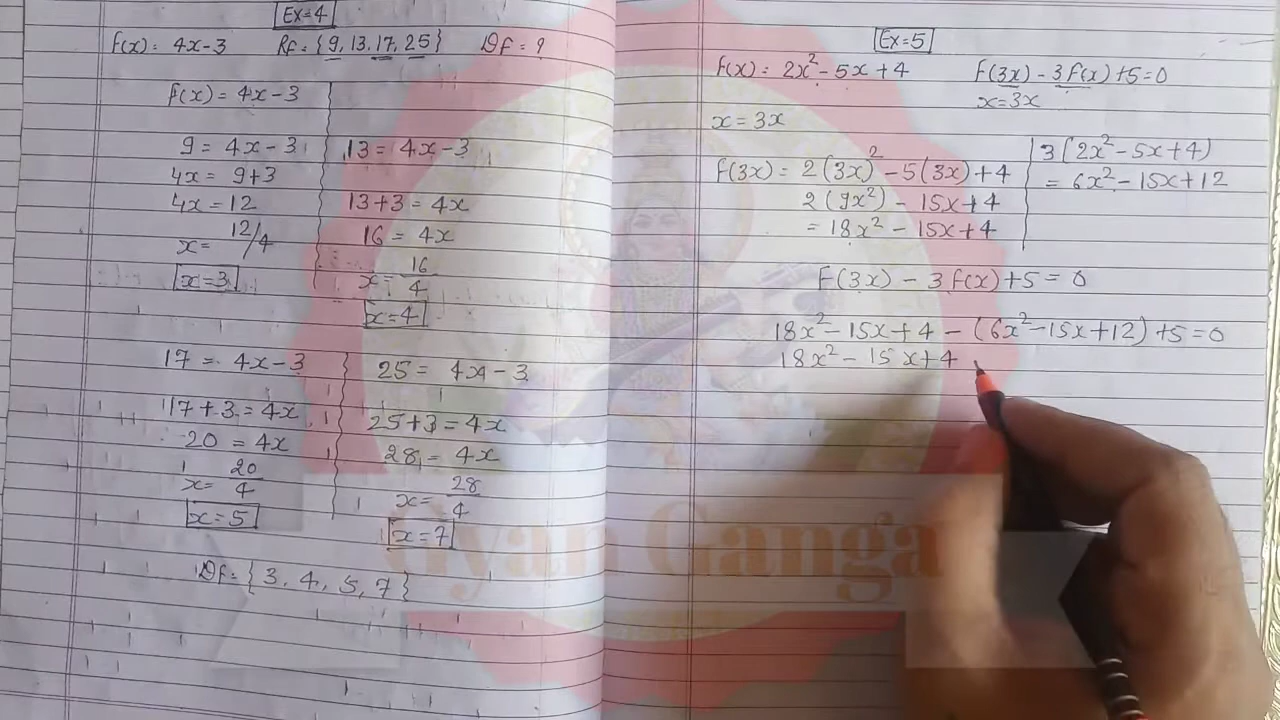 Ex=4
f(x) = 4x-3 Rf = {9, 13, 17, 25} Df = ?
f(x) = 4x-3
9 = 4x-3
4x = 9+3
4x = 12
x = 12/4
x=3
13 = 4x-3
13+3 = 4x
16 = 4x
x = 16/4
x=4
17 = 4x-3
17+3 = 4x
20 = 4x
x = 20/4
x=5
25 = 4x-3
25+3 = 4x
28 = 4x
x = 28/4
x=7
Df = {3, 4, 5, 7}
Ex=5
f(x) = 2x²-5x+4 f(3x) - 3f(x)+5=0
x=3x
x=3x
f(3x) = 2(3x)² - 5(3x)+4
2(9x²) - 15x+4
= 18x² - 15x+4
3(2x²-5x+4)
= 6x²-15x+12
f(3x) - 3f(x)+5 = 0
18x²-15x+4 - (6x²-15x+12)+5=0
18x²-15x+4
Gyan Ganga